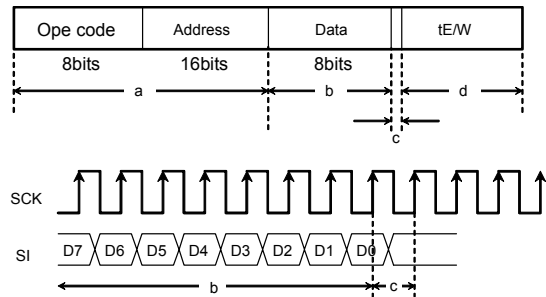 Ope code Address Data tE/W
8bits 16bits 8bits
a b d
c
SCK
SI D7 D6 D5 D4 D3 D2 D1 D0
b c